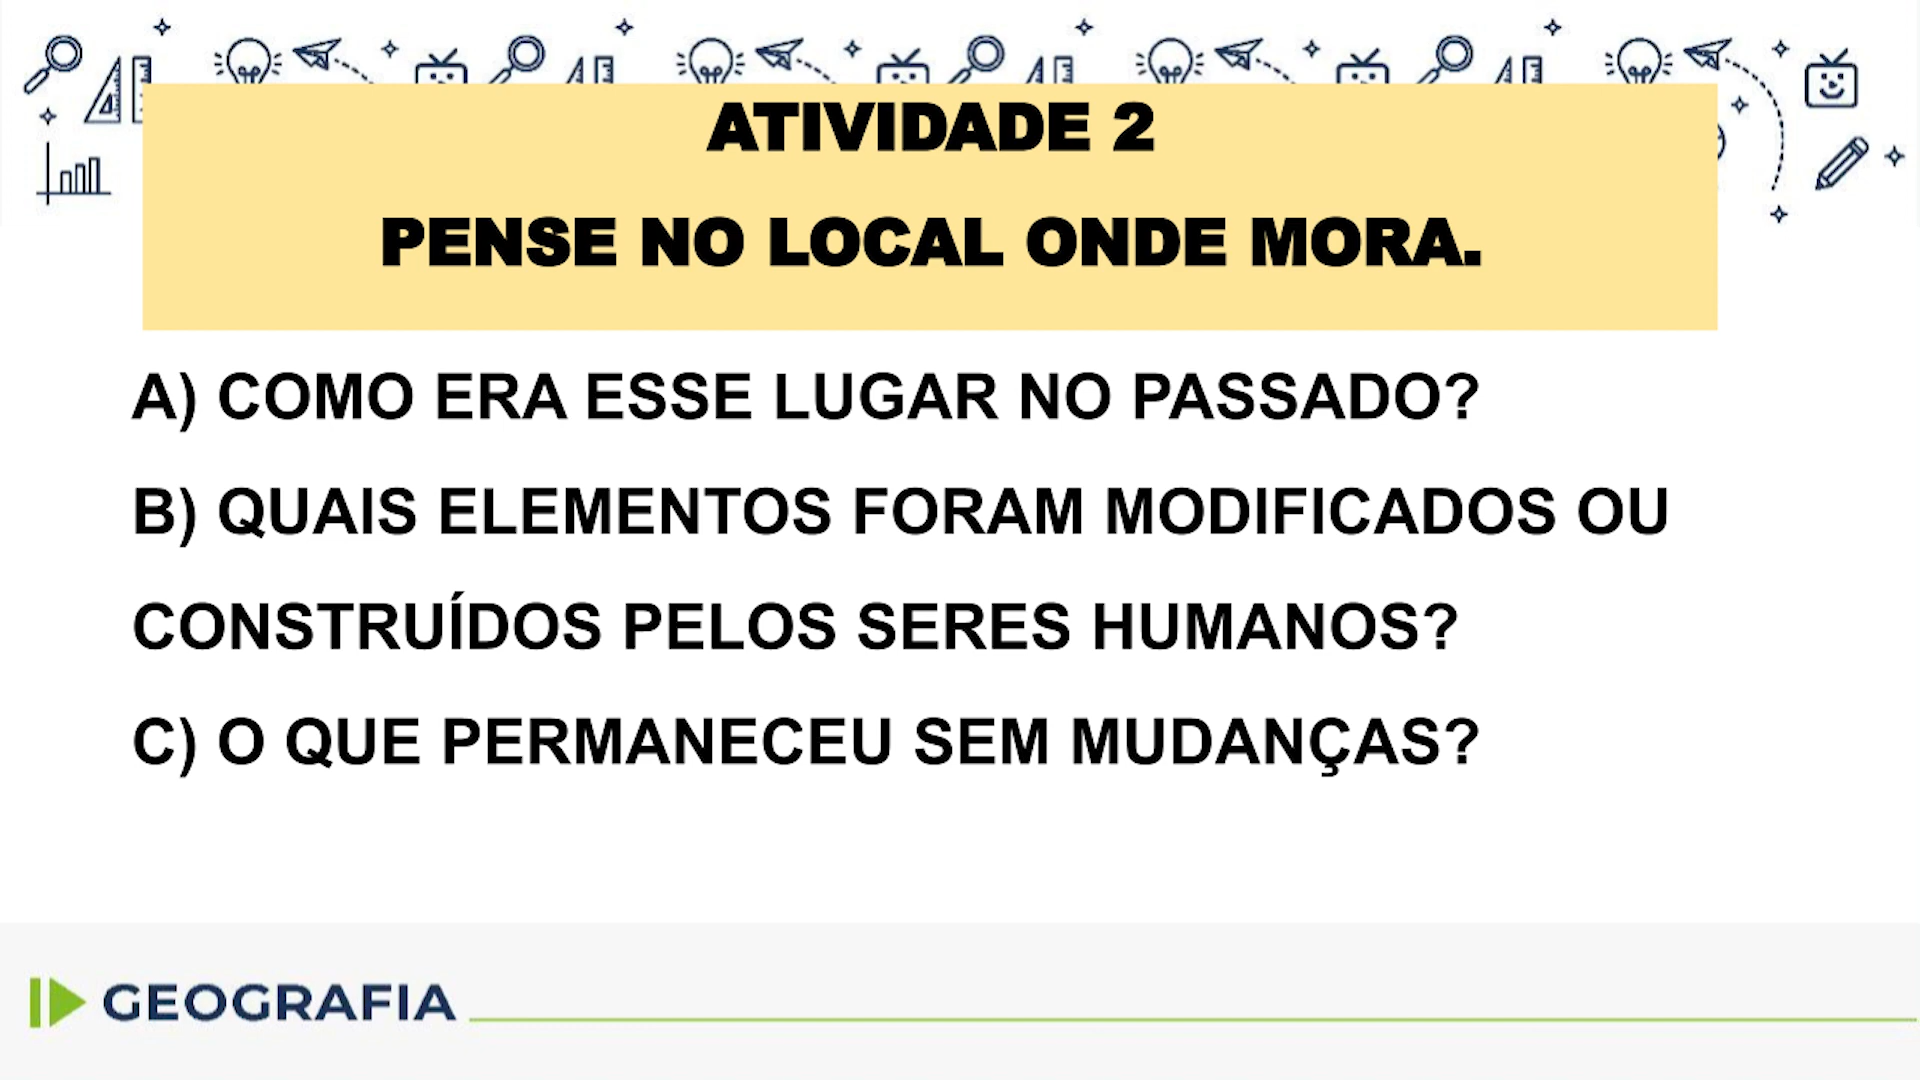 ATIVIDADE 2
PENSE NO LOCAL ONDE MORA.
A) COMO ERA ESSE LUGAR NO PASSADO?
B) QUAIS ELEMENTOS FORAM MODIFICADOS OU
CONSTRUÍDOS PELOS SERES HUMANOS?
C) O QUE PERMANECEU SEM MUDANÇAS?
GEOGRAFIA